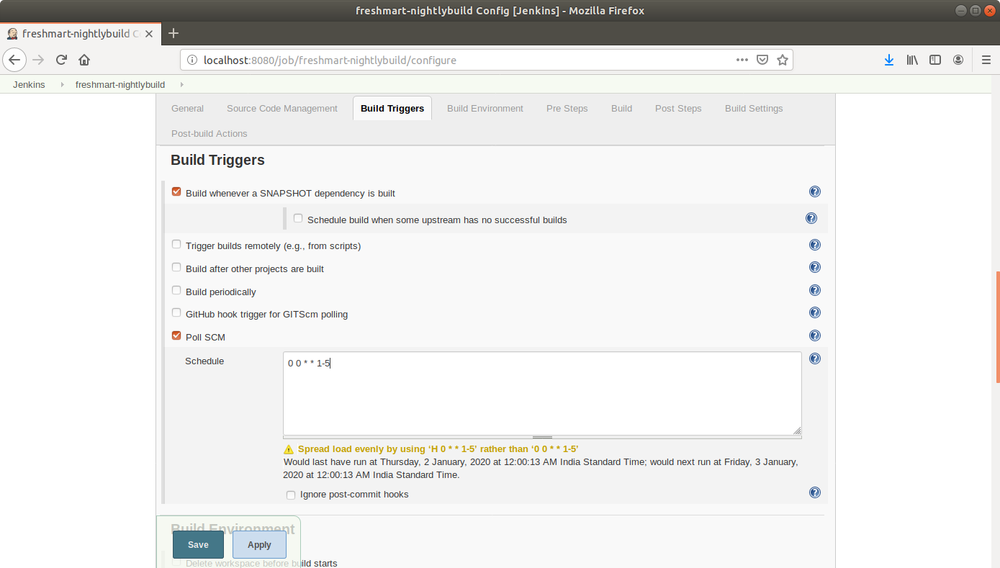 freshmart-nightlybuild Config [Jenkins] - Mozilla Firefox
freshmart-nightlybuild C
localhost:8080/job/freshmart-nightlybuild/configure
Jenkins freshmart-nightlybuild
General Source Code Management Build Triggers Build Environment Pre Steps Build Post Steps Build Settings
Post-build Actions
Build Triggers
Build whenever a SNAPSHOT dependency is built
Schedule build when some upstream has no successful builds
Trigger builds remotely (e.g., from scripts)
Build after other projects are built
Build periodically
GitHub hook trigger for GITScm polling
Poll SCM
Schedule
0 0 * * 1-5
Spread load evenly by using ‘H 0 * * 1-5’ rather than ‘0 0 * * 1-5’
Would last have run at Thursday, 2 January, 2020 at 12:00:13 AM India Standard Time; would next run at Friday, 3 January,
2020 at 12:00:13 AM India Standard Time.
Ignore post-commit hooks
Build Environment
Save Apply
Delete workspace before build starts